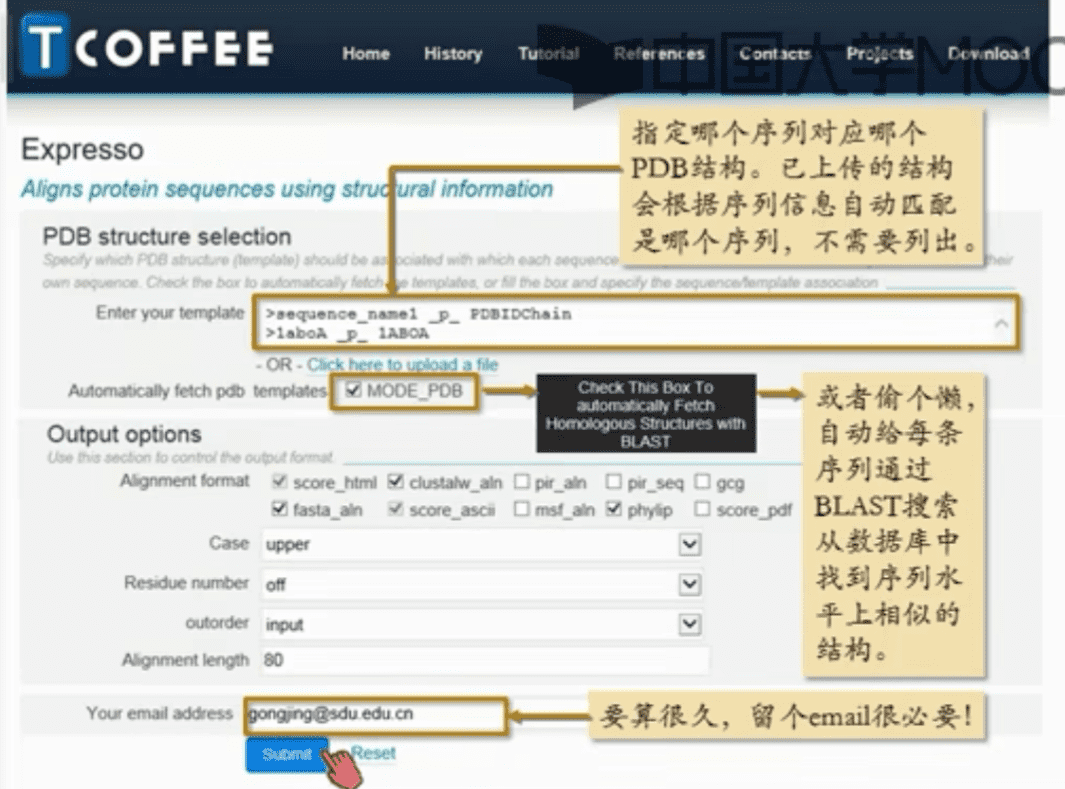 TCOFFEE
Home History Tutorial References Contacts Projects Download
中国大学MOOC
Expresso
Aligns protein sequences using structural information
指定哪个序列对应哪个
PDB结构。已上传的结构
会根据序列信息自动匹配
是哪个序列，不需要列出。
PDB structure selection
Specify which PDB structure (template) should be associated with which each sequence their
own sequence. Check the box to automatically fetch templates, or fill the box and specify the sequence/template association
Enter your template
>sequence_name1 _p_ PDBIDChain
>1aboA _p_ 1ABOA
- OR - Click here to upload a file
Automatically fetch pdb templates MODE_PDB
Check This Box To
automatically Fetch
Homologous Structures with
BLAST
或者偷个懒，
自动给每条
序列通过
BLAST搜索
从数据库中
找到序列水
平上相似的
结构。
Output options
Use this section to control the output format.
Alignment format score_html clustalw_aln pir_aln pir_seq gcg
fasta_aln score_ascii msf_aln phylip score_pdf
Case upper
Residue number off
outorder input
Alignment length 80
Your email address gongjing@sdu.edu.cn
要算很久，留个email很必要!
Submit Reset